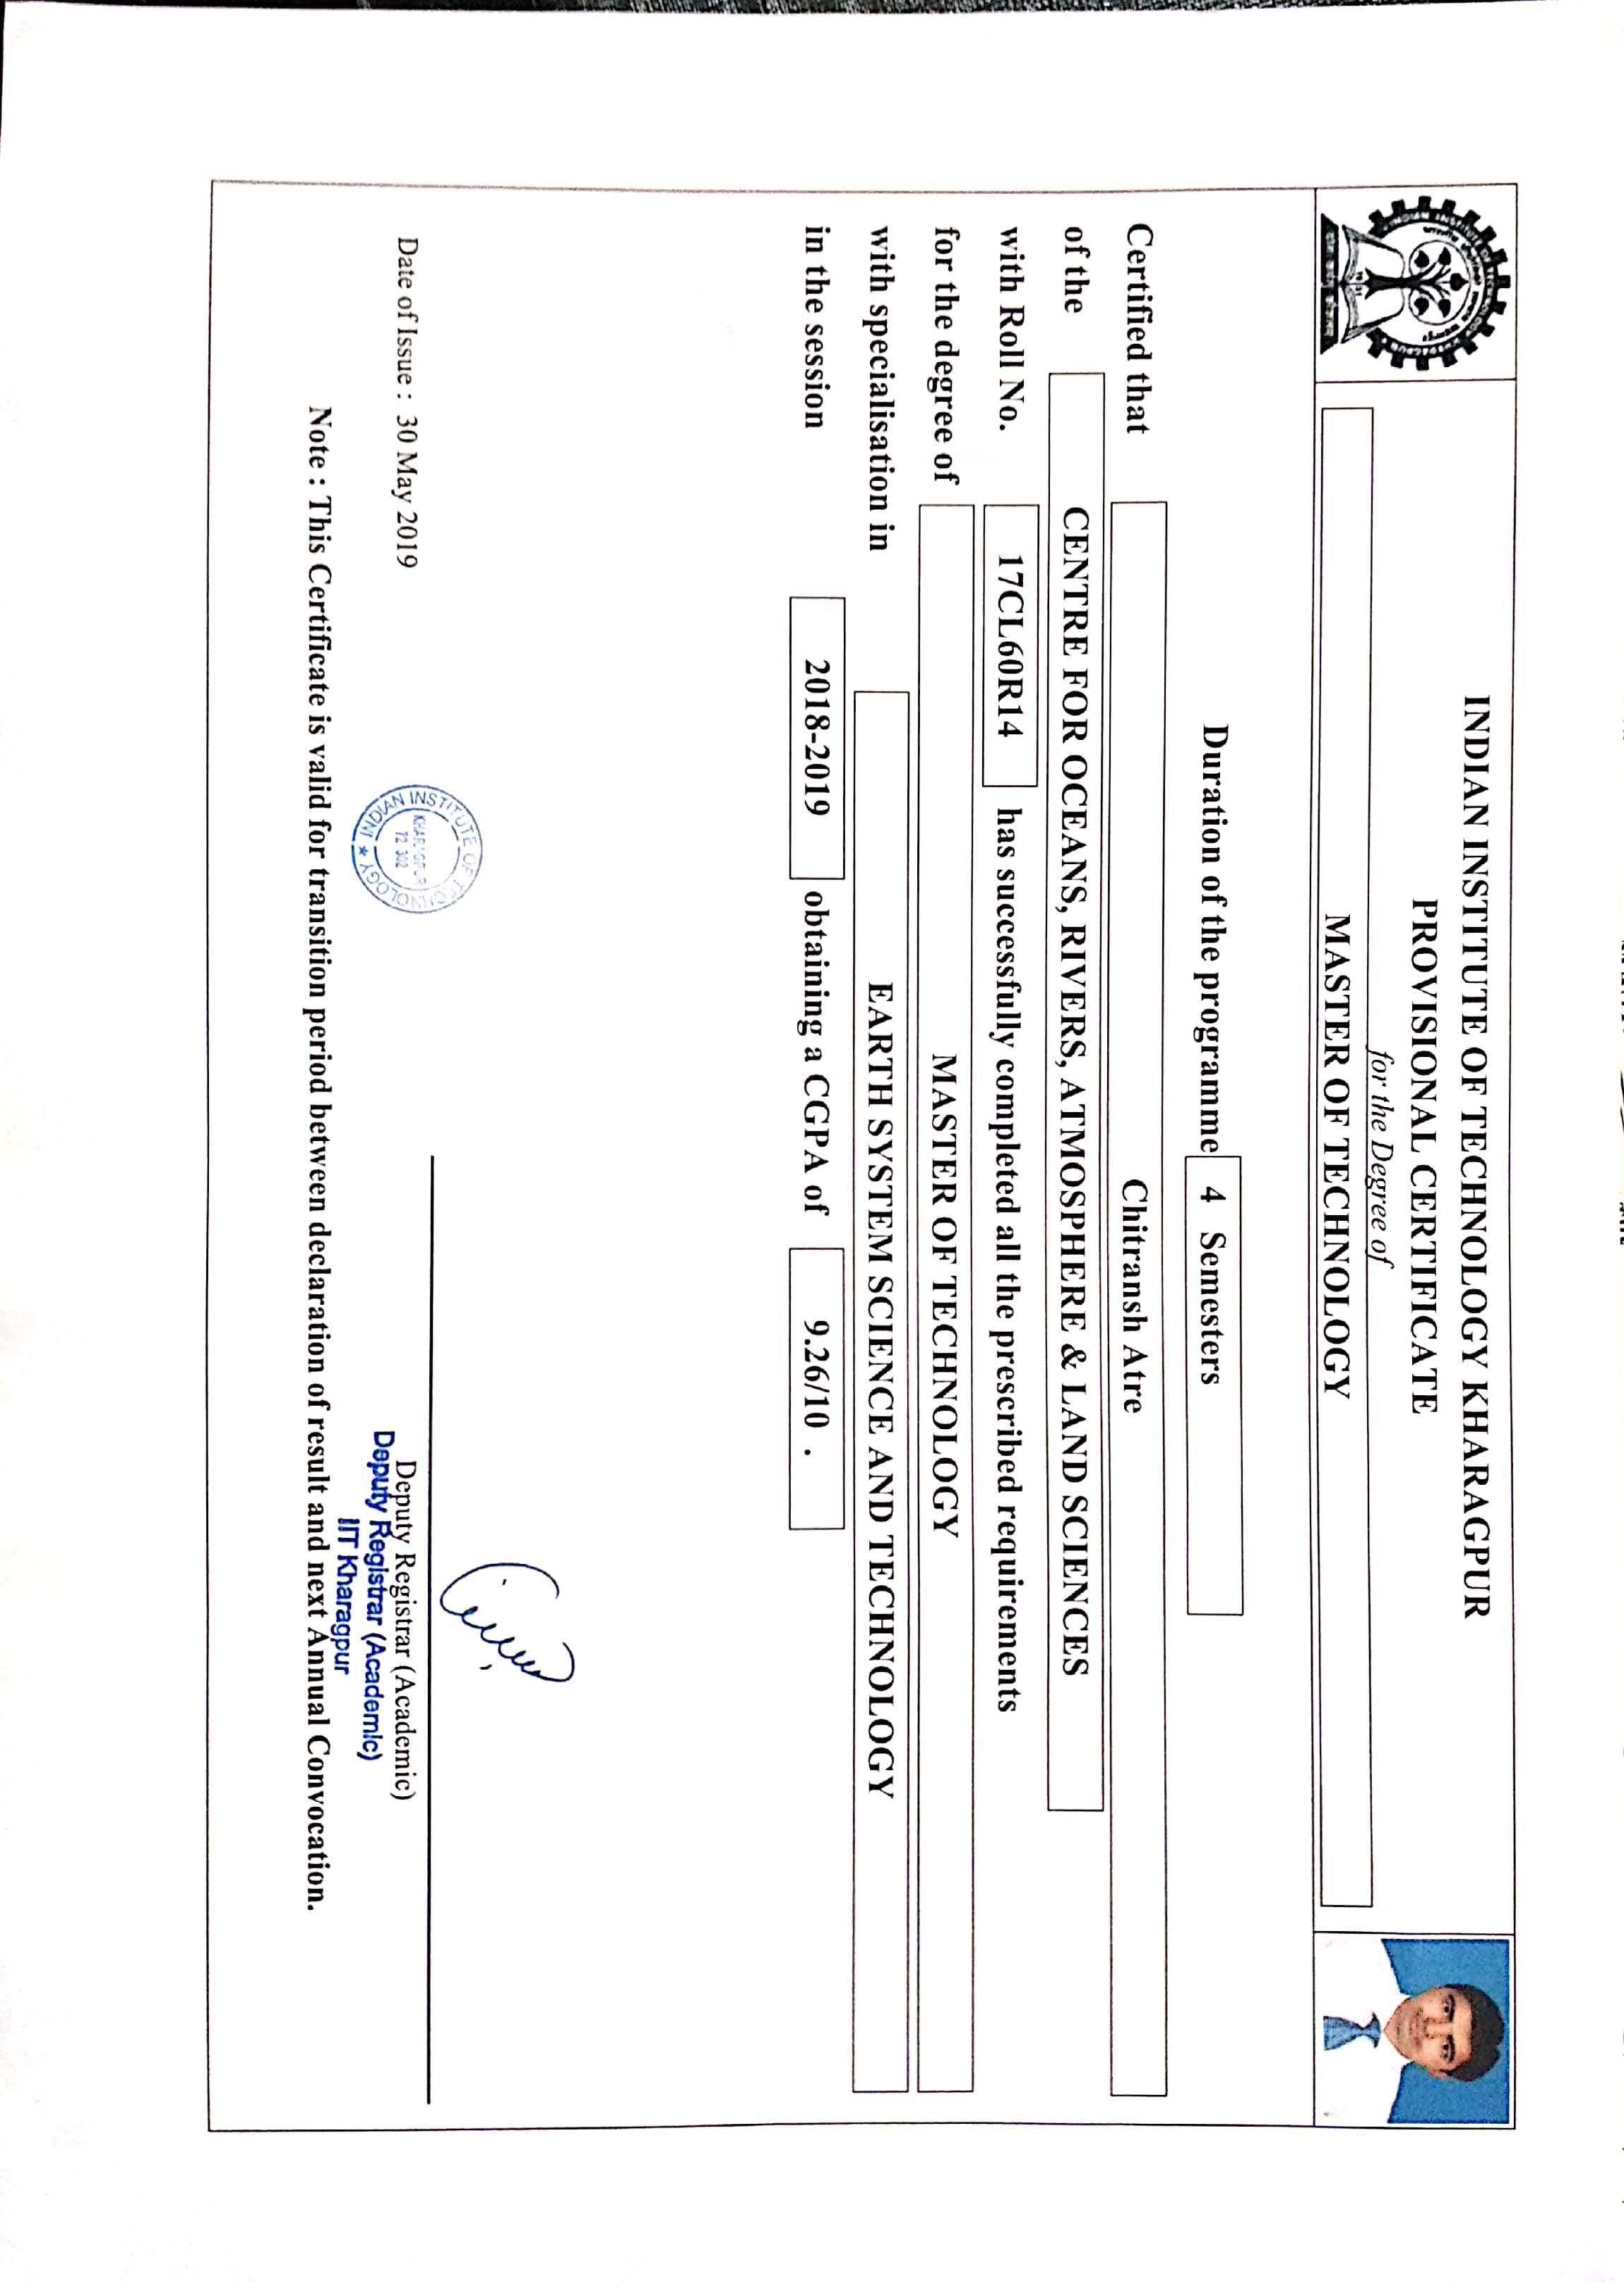 INDIAN INSTITUTE OF TECHNOLOGY KHARAGPUR
PROVISIONAL CERTIFICATE
for the Degree of
MASTER OF TECHNOLOGY
Duration of the programme 4 Semesters
Certified that Chitransh Atre
of the CENTRE FOR OCEANS, RIVERS, ATMOSPHERE & LAND SCIENCES
with Roll No. 17CL60R14 has successfully completed all the prescribed requirements
for the degree of MASTER OF TECHNOLOGY
with specialisation in EARTH SYSTEM SCIENCE AND TECHNOLOGY
in the session 2018-2019 obtaining a CGPA of 9.26/10 .
INDIAN INSTITUTE OF TECHNOLOGY
KHARAGPUR
Date of Issue : 30 May 2019
Deputy Registrar (Academic)
Deputy Registrar (Academic)
IIT Kharagpur
Note : This Certificate is valid for transition period between declaration of result and next Annual Convocation.